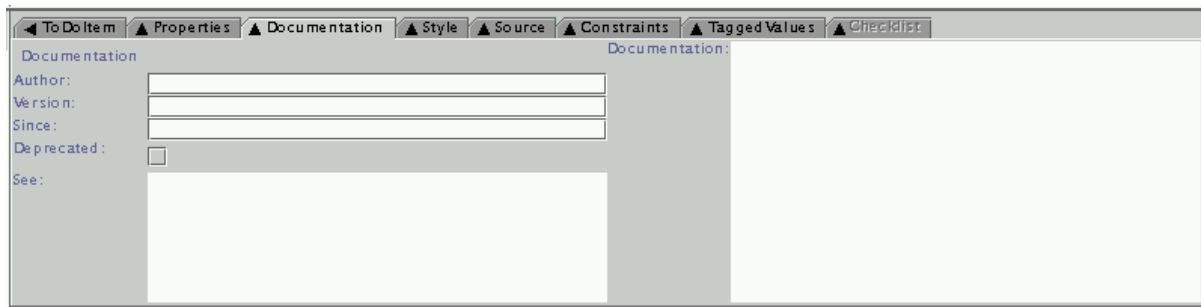 ToDoItem Properties Documentation Style Source Constraints Tagged Values Checklist
Documentation
Author:
Version:
Since:
Deprecated:
See:
Documentation: